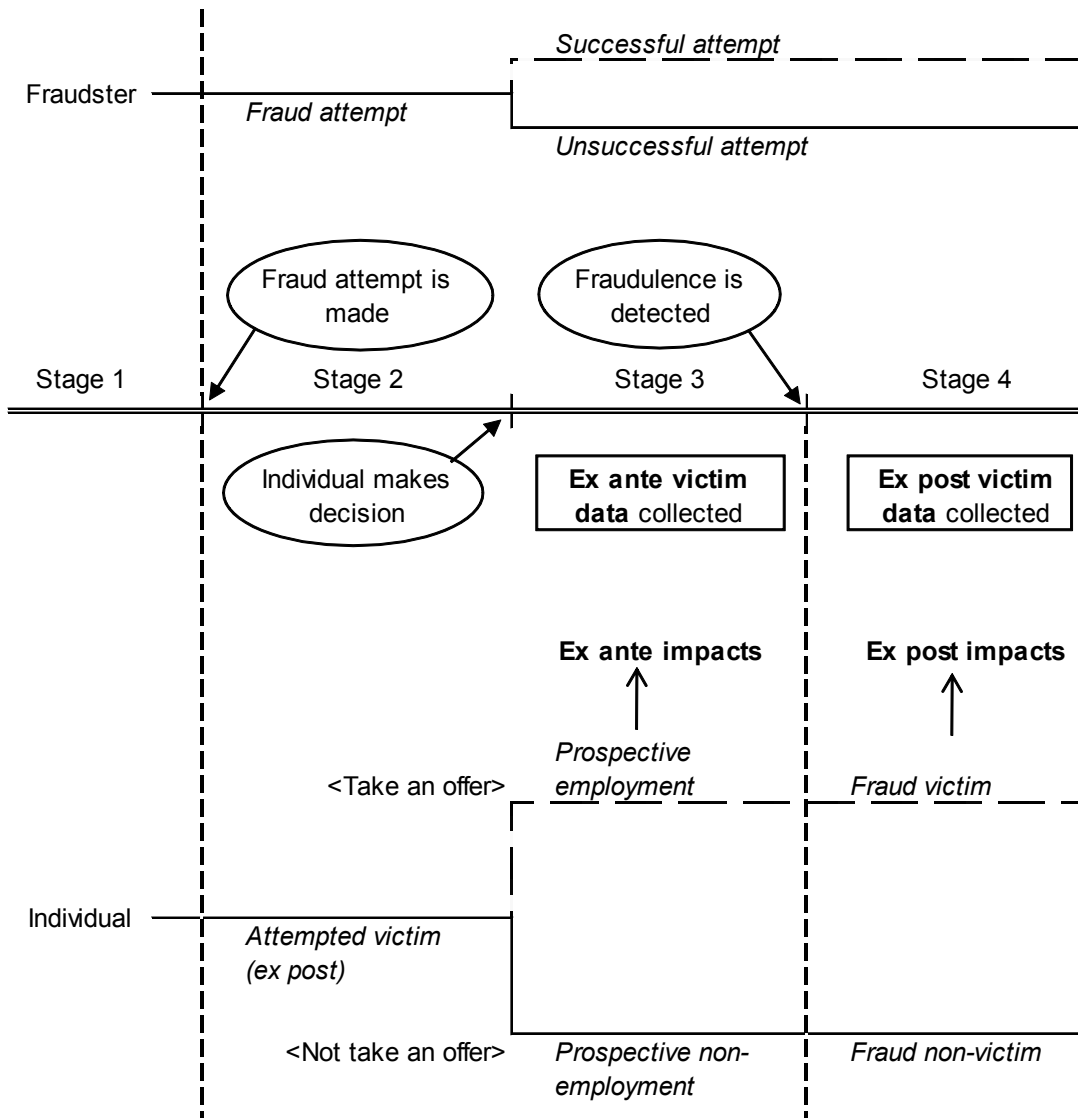 Successful attempt
Fraudster
Fraud attempt
Unsuccessful attempt
Fraud attempt is
made
Fraudulence is
detected
Stage 1
Stage 2
Stage 3
Stage 4
Individual makes
decision
Ex ante victim
data collected
Ex post victim
data collected
Ex ante impacts
Ex post impacts
<Take an offer>
Prospective
employment
Fraud victim
Individual
Attempted victim
(ex post)
<Not take an offer>
Prospective non-
employment
Fraud non-victim